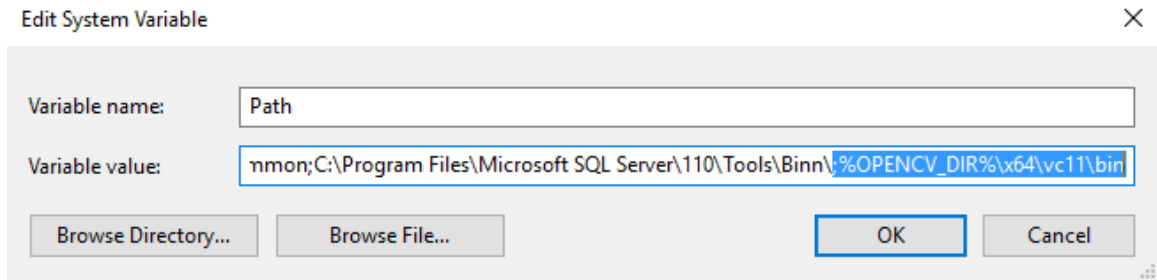 Edit System Variable
Variable name: Path
Variable value: mmon;C:\Program Files\Microsoft SQL Server\110\Tools\Binn\;%OPENCV_DIR%\x64\vc11\bin
Browse Directory... Browse File... OK Cancel